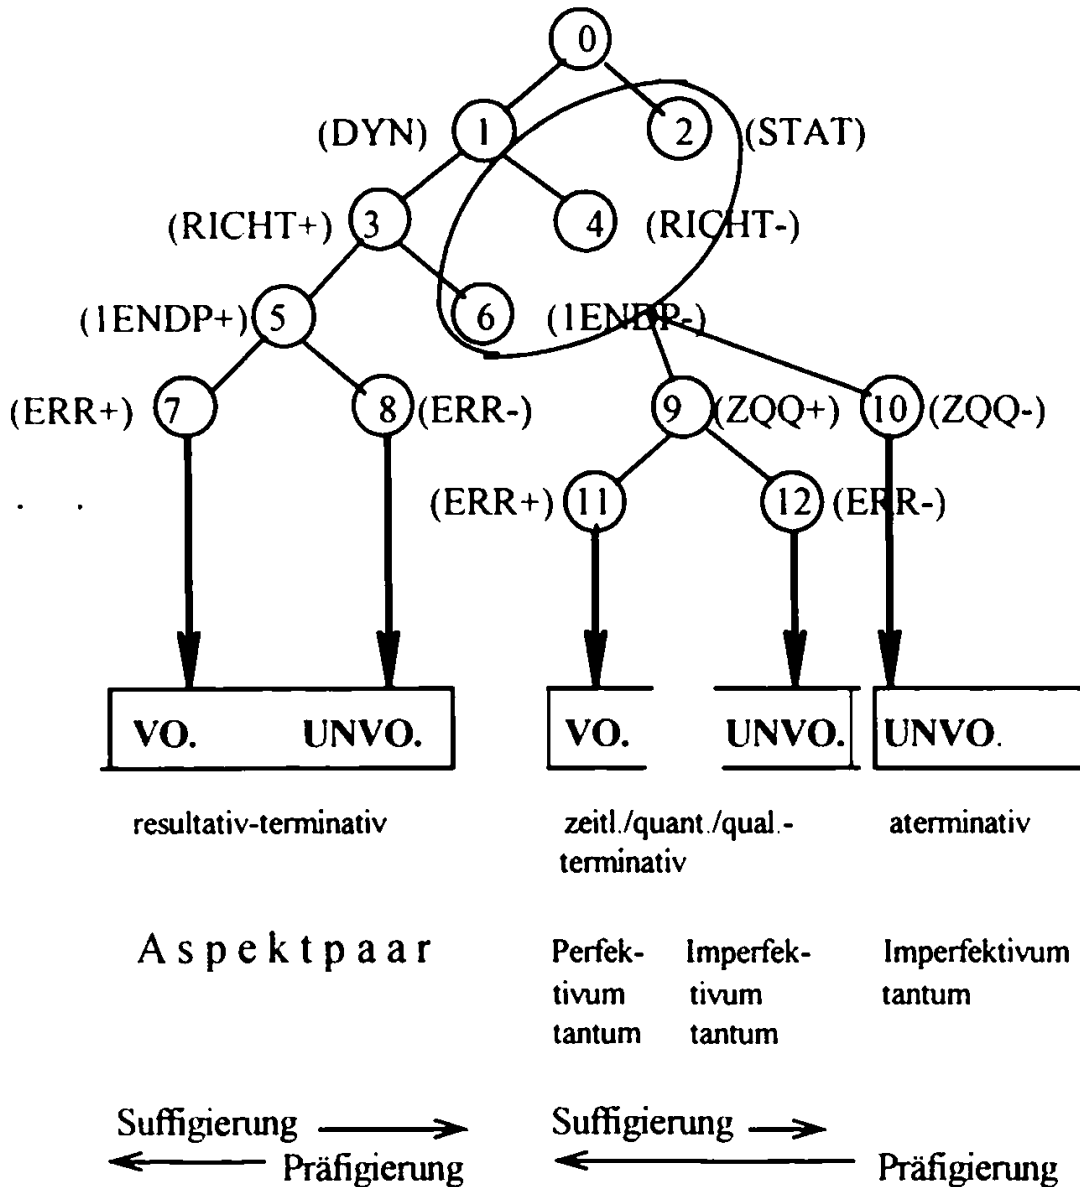 0
(DYN) 1 2 (STAT)
(RICHT+) 3 4 (RICHT-)
(1ENDP+) 5 6 (1ENDP-)
(ERR+) 7 8 (ERR-) 9 (ZQQ+) 10 (ZQQ-)
(ERR+) 11 12 (ERR-)
VO. UNVO. VO. UNVO. UNVO.
resultativ-terminativ zeitl./quant./qual.- aterminativ
terminativ
Aspektpaar Perfek- Imperfek- Imperfektivum
tivum tivum tantum
tantum tantum
Suffigierung Suffigierung
Präfigierung Präfigierung